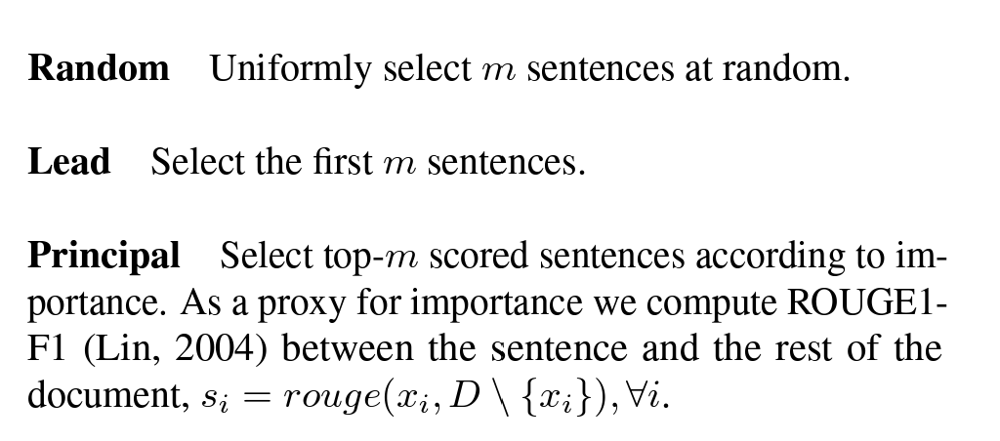 Random Uniformly select m sentences at random.
Lead Select the first m sentences.
Principal Select top-m scored sentences according to im-
portance. As a proxy for importance we compute ROUGE1-
F1 (Lin, 2004) between the sentence and the rest of the
document, s_i = rouge(x_i, D \ {x_i}), ∀i.